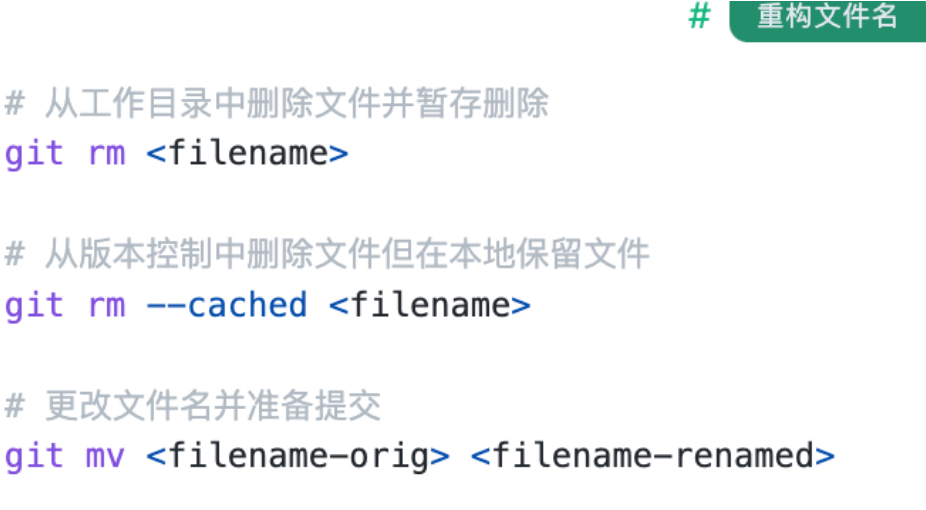 # 重构文件名
# 从工作目录中删除文件并暂存删除
git rm <filename>
# 从版本控制中删除文件但在本地保留文件
git rm --cached <filename>
# 更改文件名并准备提交
git mv <filename-orig> <filename-renamed>